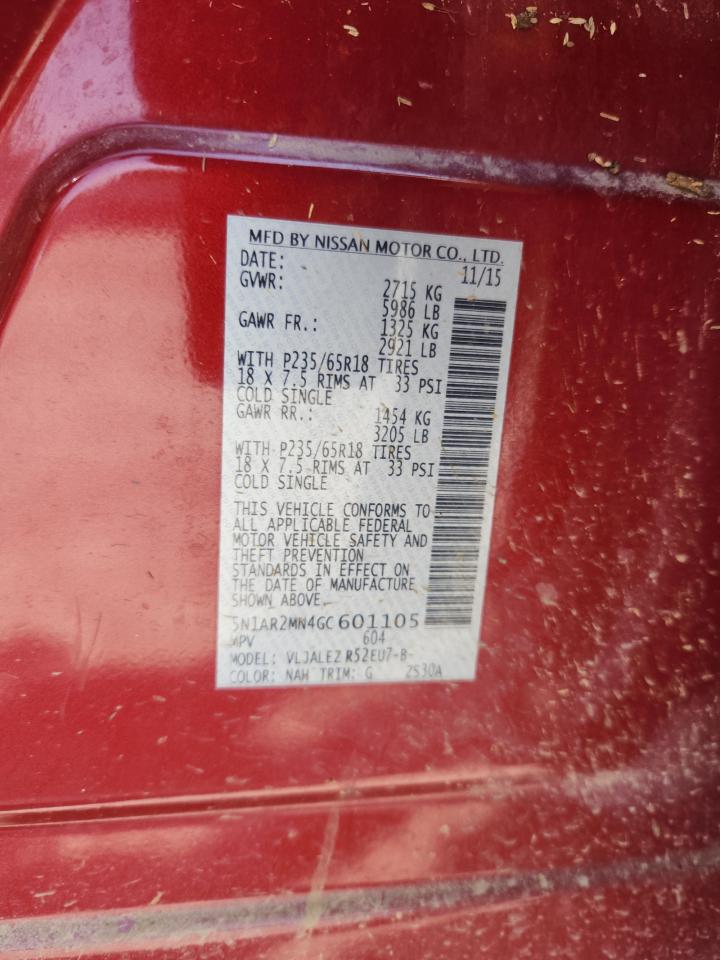 MFD BY NISSAN MOTOR CO., LTD.
DATE: 11/15
GVWR: 2715 KG
5986 LB
GAWR FR.: 1325 KG
2921 LB
WITH P235/65R18 TIRES
18 X 7.5 RIMS AT 33 PSI
COLD SINGLE
GAWR RR.: 1454 KG
3205 LB
WITH P235/65R18 TIRES
18 X 7.5 RIMS AT 33 PSI
COLD SINGLE
THIS VEHICLE CONFORMS TO
ALL APPLICABLE FEDERAL
MOTOR VEHICLE SAFETY AND
THEFT PREVENTION
STANDARDS IN EFFECT ON
THE DATE OF MANUFACTURE
SHOWN ABOVE.
5N1AR2MN4GC601105
MPV 604
MODEL: VLJALEZ R52EU7-B-
COLOR: NAH TRIM: G 2530A